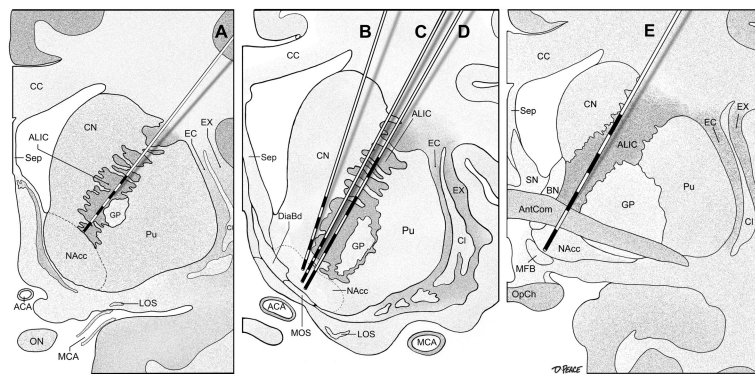 A
CC
CN
EX
EC
ALIC
Sep
GP
Pu
Cl
NAcc
ACA
LOS
ON
MCA
B
C
D
CC
ALIC
EC
Sep
CN
EX
DiaBd
Pu
GP
Cl
NAcc
ACA
MOS
LOS
MCA
E
CC
CN
EX
EC
Sep
ALIC
SN
BN
Pu
AntCom
GP
Cl
NAcc
MFB
OpCh
D PEACE